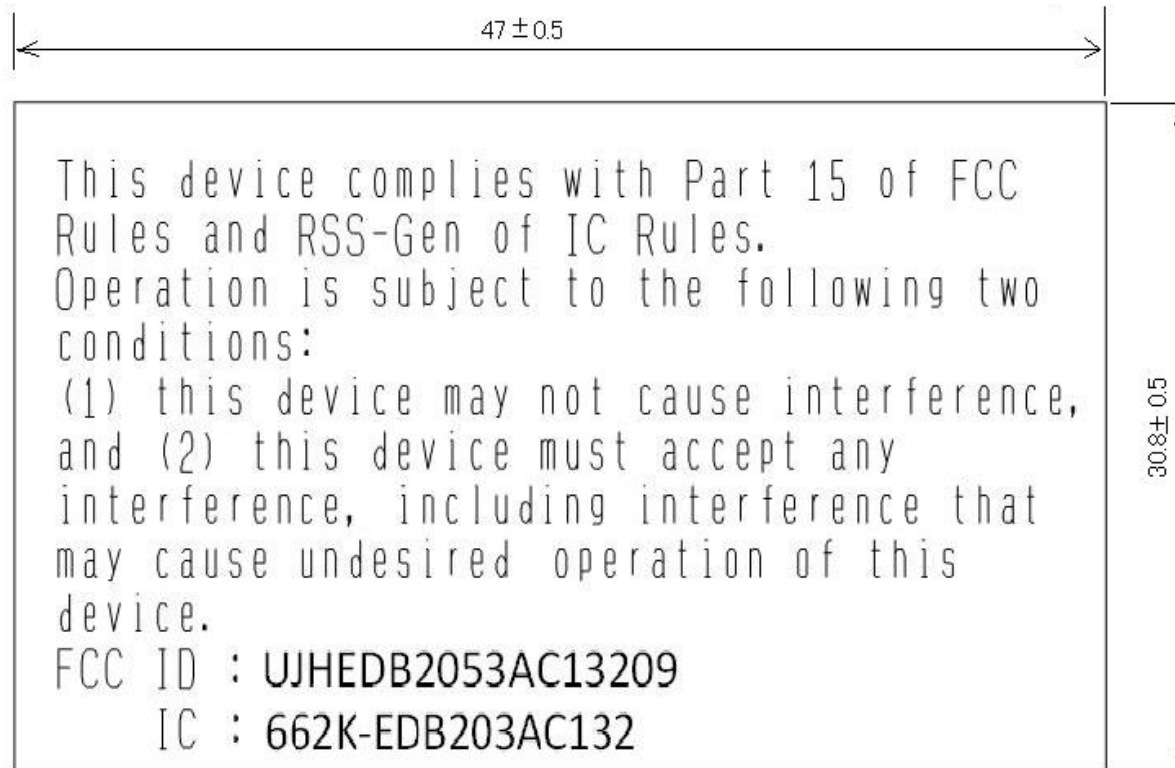 47±0.5
This device complies with Part 15 of FCC
Rules and RSS-Gen of IC Rules.
Operation is subject to the following two
conditions:
(1) this device may not cause interference,
and (2) this device must accept any
interference, including interference that
may cause undesired operation of this
device.
FCC ID : UJHEDB2053AC13209
IC : 662K-EDB203AC132
30.8±0.5